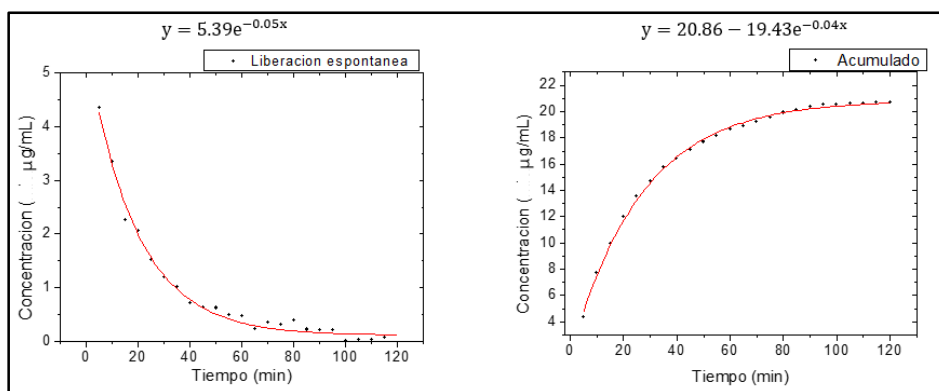 y = 5.39e^{−0.05x}
Liberacion espontanea
5
4
3
2
1
0
Concentracion ( µg/mL)
0 20 40 60 80 100 120
Tiempo (min)
y = 20.86 − 19.43e^{−0.04x}
Acumulado
22
20
18
16
14
12
10
8
6
4
Concentracion ( µg/mL)
0 20 40 60 80 100 120
Tiempo (min)